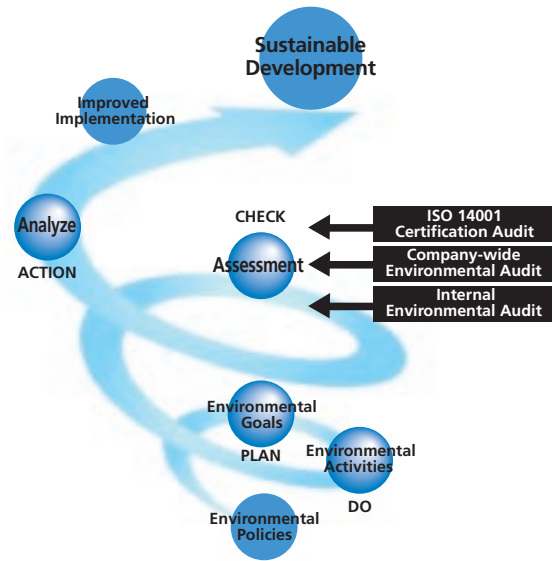 Sustainable
Development
Improved
Implementation
Analyze
ACTION
CHECK
Assessment
ISO 14001
Certification Audit
Company-wide
Environmental Audit
Internal
Environmental Audit
Environmental
Goals
PLAN
Environmental
Activities
DO
Environmental
Policies